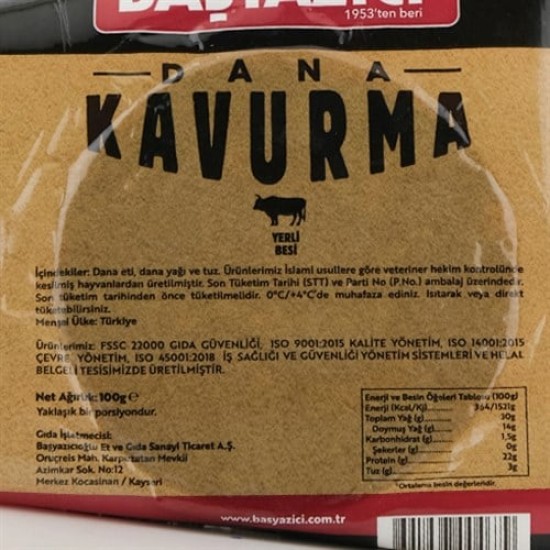 BAŞYAZICI
1953'ten beri
DANA
KAVURMA
YERLİ
BESİ
İçindekiler: Dana eti, dana yağı ve tuz. Ürünlerimiz İslami usullere göre veteriner hekim kontrolünde
kesilmiş hayvanlardan üretilmiştir. Son Tüketim Tarihi (STT) ve Parti No (P.No.) ambalaj üzerindedir.
Son tüketim tarihinden önce tüketilmelidir. 0°C/+4°C'de muhafaza ediniz. Isıtarak veya direkt
tüketebilirsiniz.
Menşei Ülke: Türkiye
Ürünlerimiz: FSSC 22000 GIDA GÜVENLİĞİ, ISO 9001:2015 KALİTE YÖNETİM, ISO 14001:2015
ÇEVRE YÖNETİM, ISO 45001:2018 İŞ SAĞLIĞI VE GÜVENLİĞİ YÖNETİM SİSTEMLERİ VE HELAL
BELGELİ TESİSİMİZDE ÜRETİLMİŞTİR.
Net Ağırlık: 100g℮
Yaklaşık bir porsiyondur.
Gıda İşletmecisi:
Başyazıcıoğlu Et ve Gıda Sanayi Ticaret A.Ş.
Oruçreis Mah. Karpuzatan Mevkii
Azimkar Sok. No:12
Merkez Kocasinan / Kayseri
Enerji ve Besin Öğeleri Tablosu (100g)
Enerji (Kcal/Kj) 364/1521g
Toplam Yağ (g) 30g
Doymuş Yağ (g) 14g
Karbonhidrat (g) 1,5g
Şekerler (g) 0g
Protein (g) 22g
Tuz (g) 3g
*Ortalama besin değerleridir.
www.basyazici.com.tr